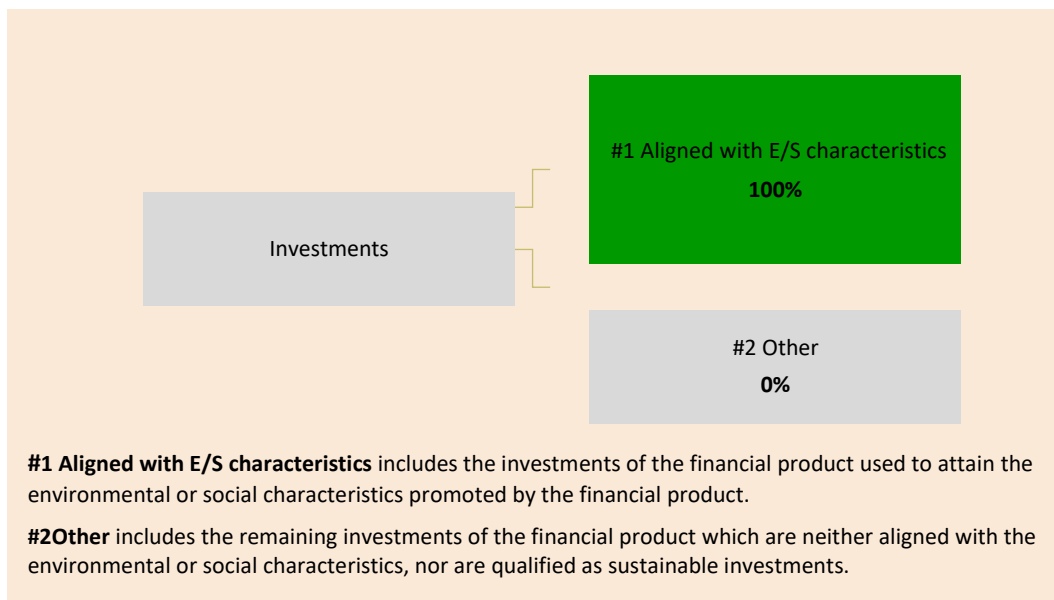 #1 Aligned with E/S characteristics
100%
Investments
#2 Other
0%
#1 Aligned with E/S characteristics includes the investments of the financial product used to attain the
environmental or social characteristics promoted by the financial product.
#2Other includes the remaining investments of the financial product which are neither aligned with the
environmental or social characteristics, nor are qualified as sustainable investments.